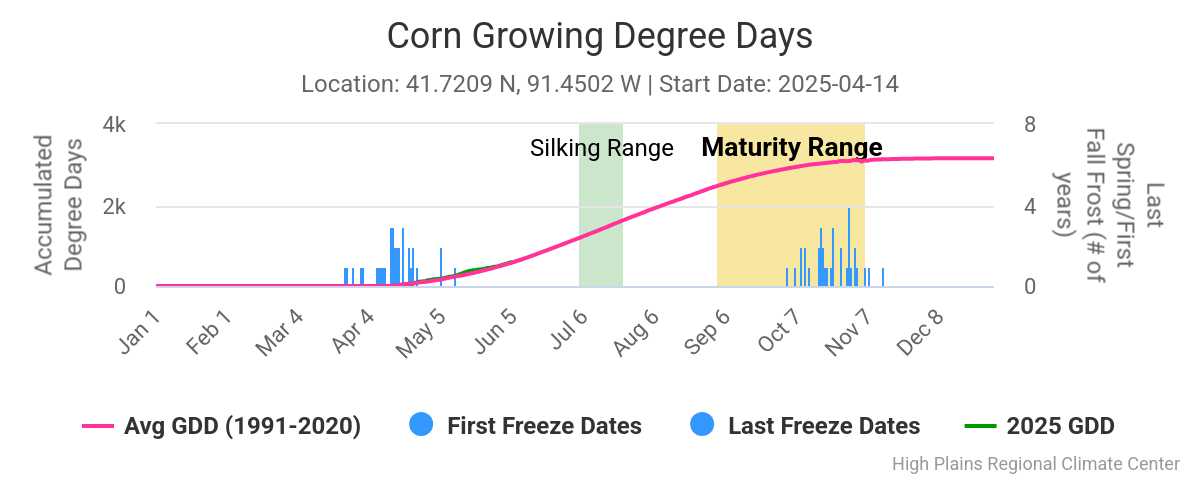 Corn Growing Degree Days
Location: 41.7209 N, 91.4502 W | Start Date: 2025-04-14
Accumulated
Degree Days
4k
2k
0
Silking Range
Maturity Range
8
4
0
Last
Spring/First
Fall Frost (# of
years)
Jan 1
Feb 1
Mar 4
Apr 4
May 5
Jun 5
Jul 6
Aug 6
Sep 6
Oct 7
Nov 7
Dec 8
Avg GDD (1991-2020)
First Freeze Dates
Last Freeze Dates
2025 GDD
High Plains Regional Climate Center